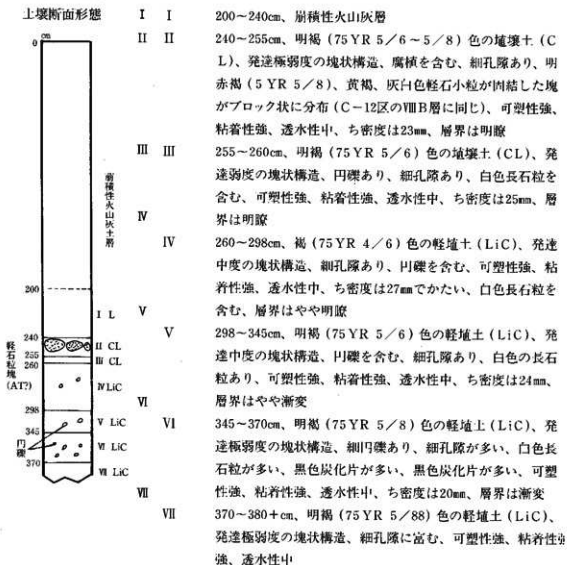 土壌断面形態
cm
0
崩積性火山灰土層
200
240
255
260
298
345
370
軽石粒塊
(AT?)
円礫
I L
II CL
III CL
IV LiC
V LiC
VI LiC
VII LiC
I I 200~240cm、崩積性火山灰層
II II 240~255cm、明褐 (75YR 5/6~5/8) 色の埴壌土 (C
L)、発達極弱度の塊状構造、腐植を含む、細孔隙あり、明
赤褐 (5YR 5/8)、黄褐、灰白色軽石小粒が固結した塊
がブロック状に分布 (C-12区のⅧB層に同じ)、可塑性強、
粘着性強、透水性中、ち密度は23㎜、層界は明瞭
III III 255~260cm、明褐 (75YR 5/6) 色の埴壌土 (CL)、発
達弱度の塊状構造、円礫あり、細孔隙あり、白色長石粒を
含む、可塑性強、粘着性強、透水性中、ち密度は25㎜、層
界は明瞭
IV IV 260~298cm、褐 (75YR 4/6) 色の軽埴土 (LiC)、発達
中度の塊状構造、細孔隙あり、円礫を含む、可塑性強、粘
着性強、透水性中、ち密度は27㎜でかたい、白色長石粒を
含む、層界はやや明瞭
V V 298~345cm、明褐 (75YR 5/6) 色の軽埴土 (LiC)、発
達中度の塊状構造、円礫を含む、細孔隙あり、白色の長石
粒あり、可塑性強、粘着性強、透水性中、ち密度は24㎜、
層界はやや漸変
VI VI 345~370cm、明褐 (75YR 5/8) 色の軽埴土 (LiC)、発
達極弱度の塊状構造、細円礫あり、細孔隙が多い、白色長
石粒が多い、黒色炭化片が多い、黒色炭化片が多い、可塑
性強、粘着性強、透水性中、ち密度は20㎜、層界は漸変
VII VII 370~380+cm、明褐 (75YR 5/88) 色の軽埴土 (LiC)、
発達極弱度の塊状構造、細孔隙に富む、可塑性強、粘着性強
強、透水性中